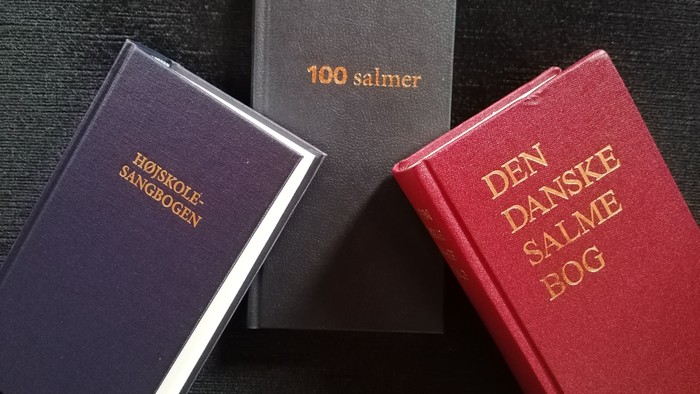 HØJSKOLE-
SANGBOGEN
100 salmer
DEN
DANSKE
SALME
BOG